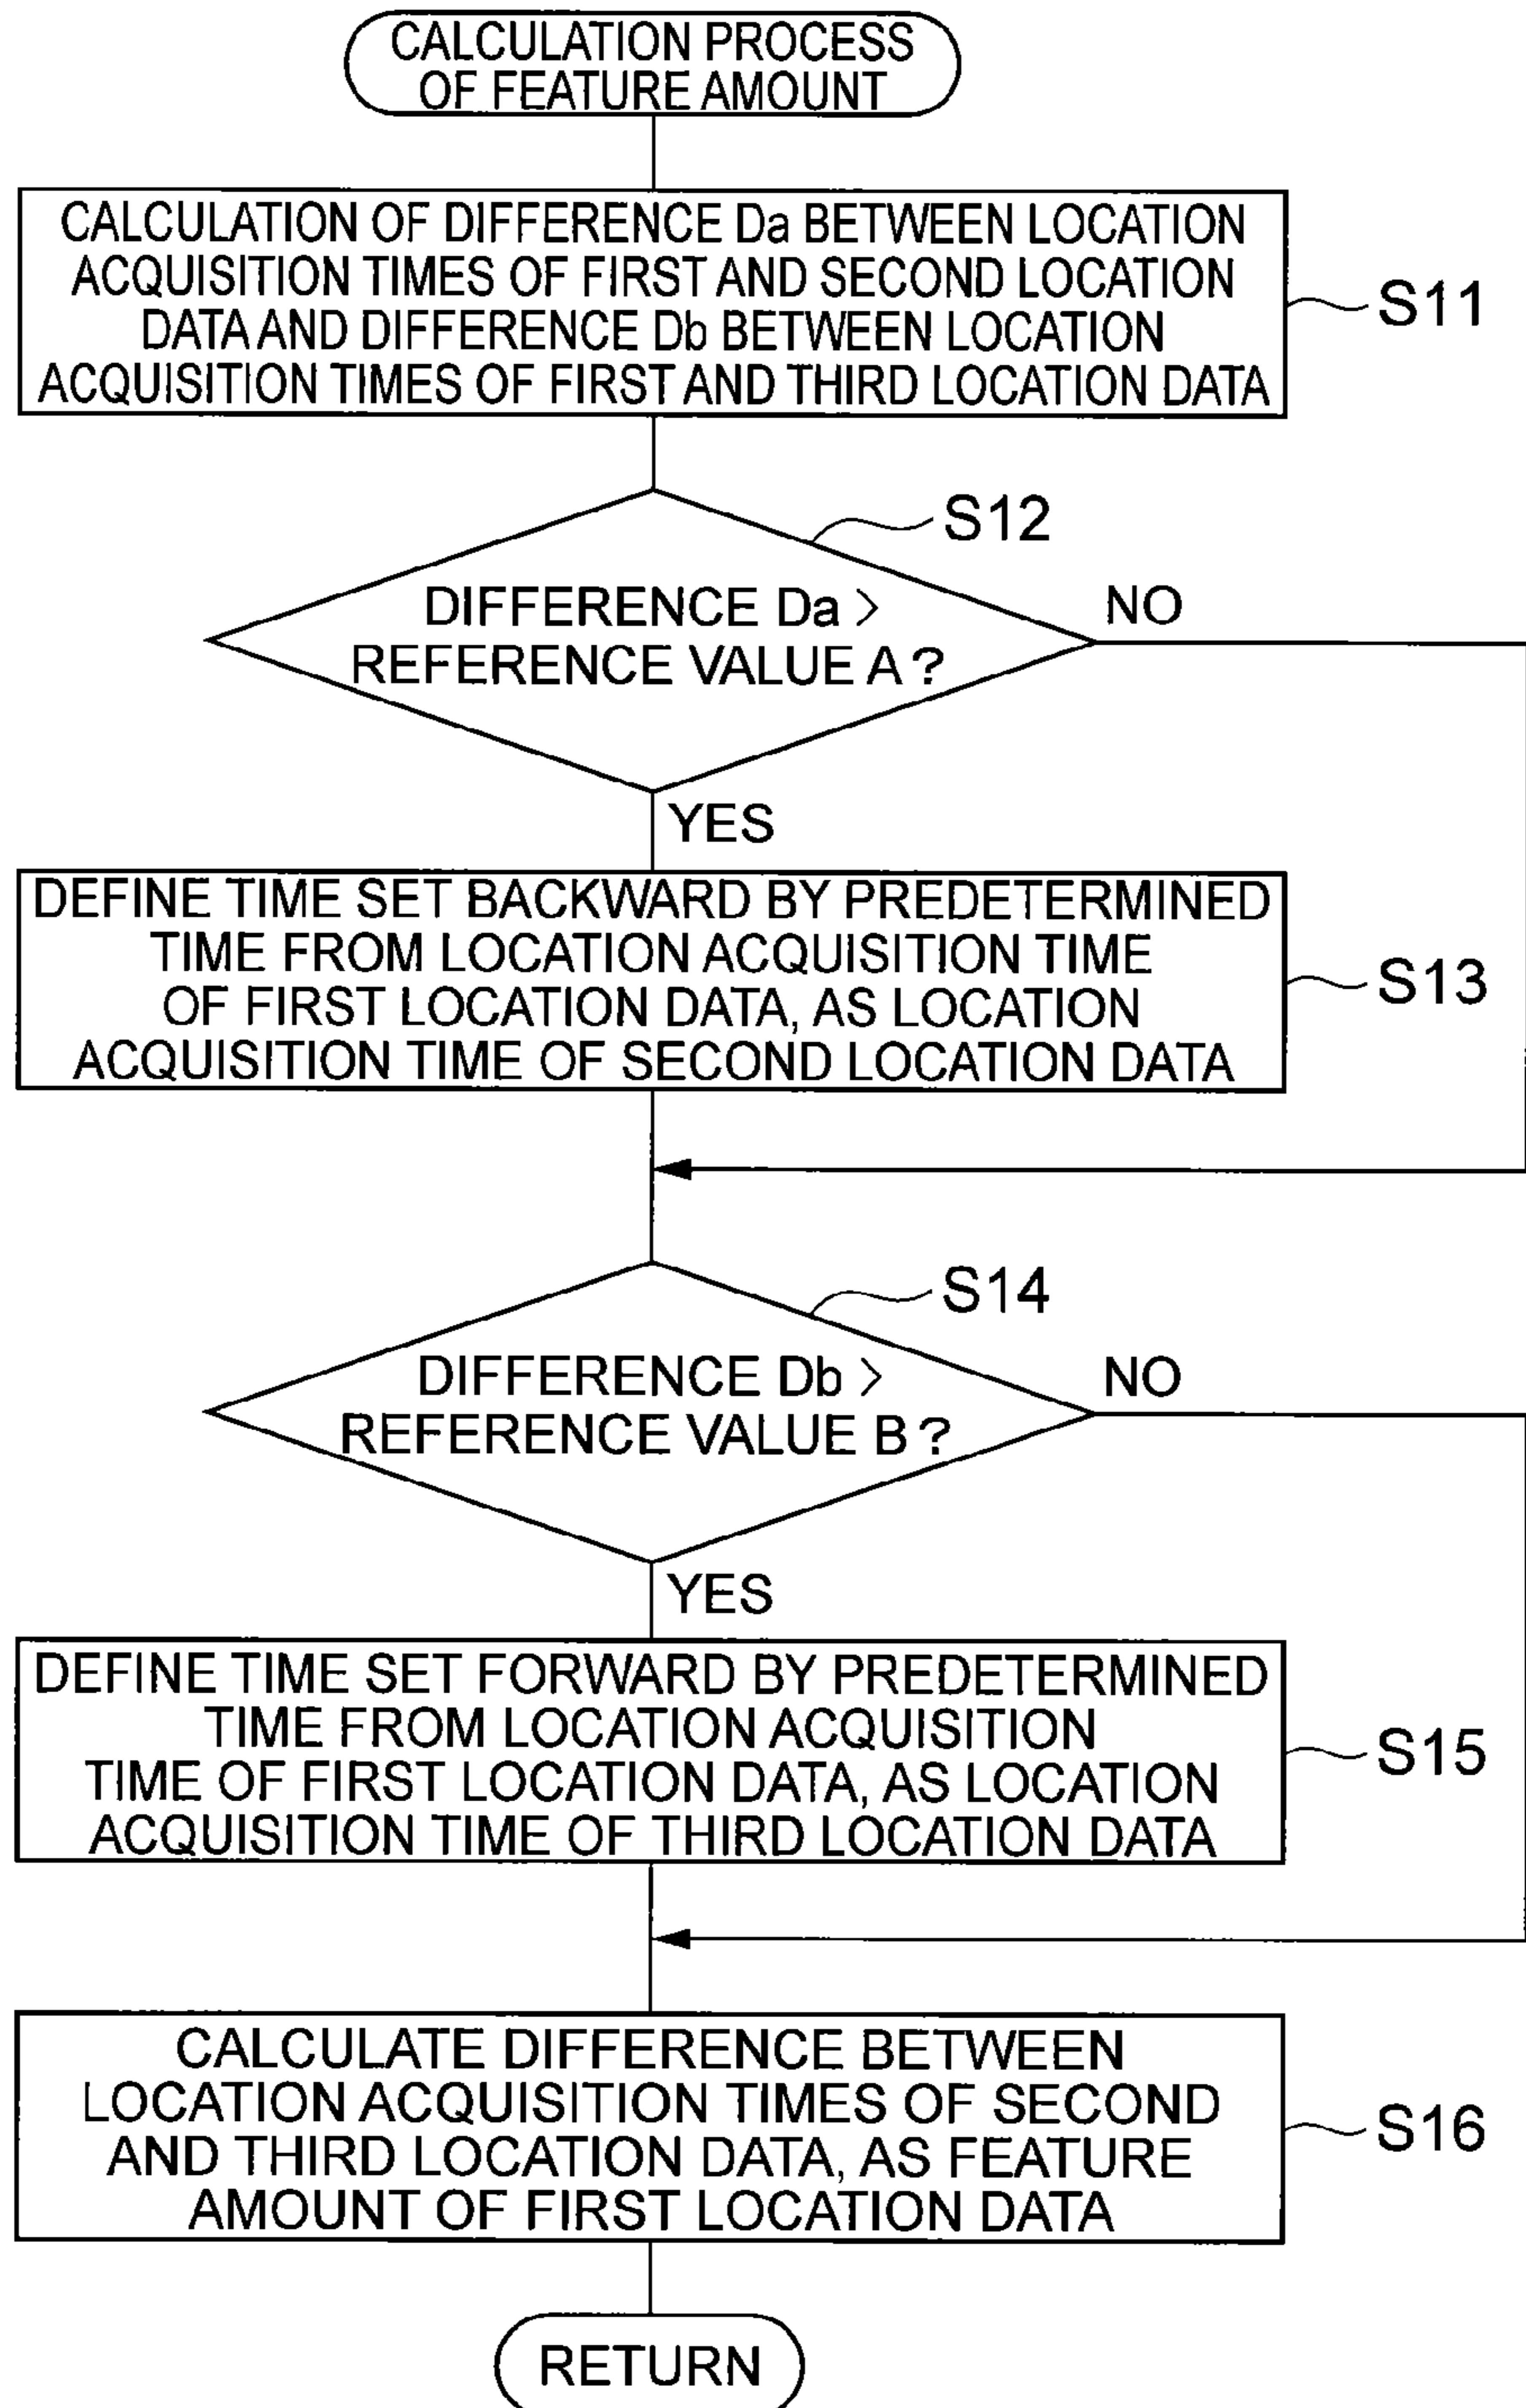 CALCULATION PROCESS
OF FEATURE AMOUNT
CALCULATION OF DIFFERENCE Da BETWEEN LOCATION
ACQUISITION TIMES OF FIRST AND SECOND LOCATION
DATA AND DIFFERENCE Db BETWEEN LOCATION
ACQUISITION TIMES OF FIRST AND THIRD LOCATION DATA
S11
S12
DIFFERENCE Da >
REFERENCE VALUE A ?
NO
YES
DEFINE TIME SET BACKWARD BY PREDETERMINED
TIME FROM LOCATION ACQUISITION TIME
OF FIRST LOCATION DATA, AS LOCATION
ACQUISITION TIME OF SECOND LOCATION DATA
S13
S14
DIFFERENCE Db >
REFERENCE VALUE B ?
NO
YES
DEFINE TIME SET FORWARD BY PREDETERMINED
TIME FROM LOCATION ACQUISITION
TIME OF FIRST LOCATION DATA, AS LOCATION
ACQUISITION TIME OF THIRD LOCATION DATA
S15
CALCULATE DIFFERENCE BETWEEN
LOCATION ACQUISITION TIMES OF SECOND
AND THIRD LOCATION DATA, AS FEATURE
AMOUNT OF FIRST LOCATION DATA
S16
RETURN